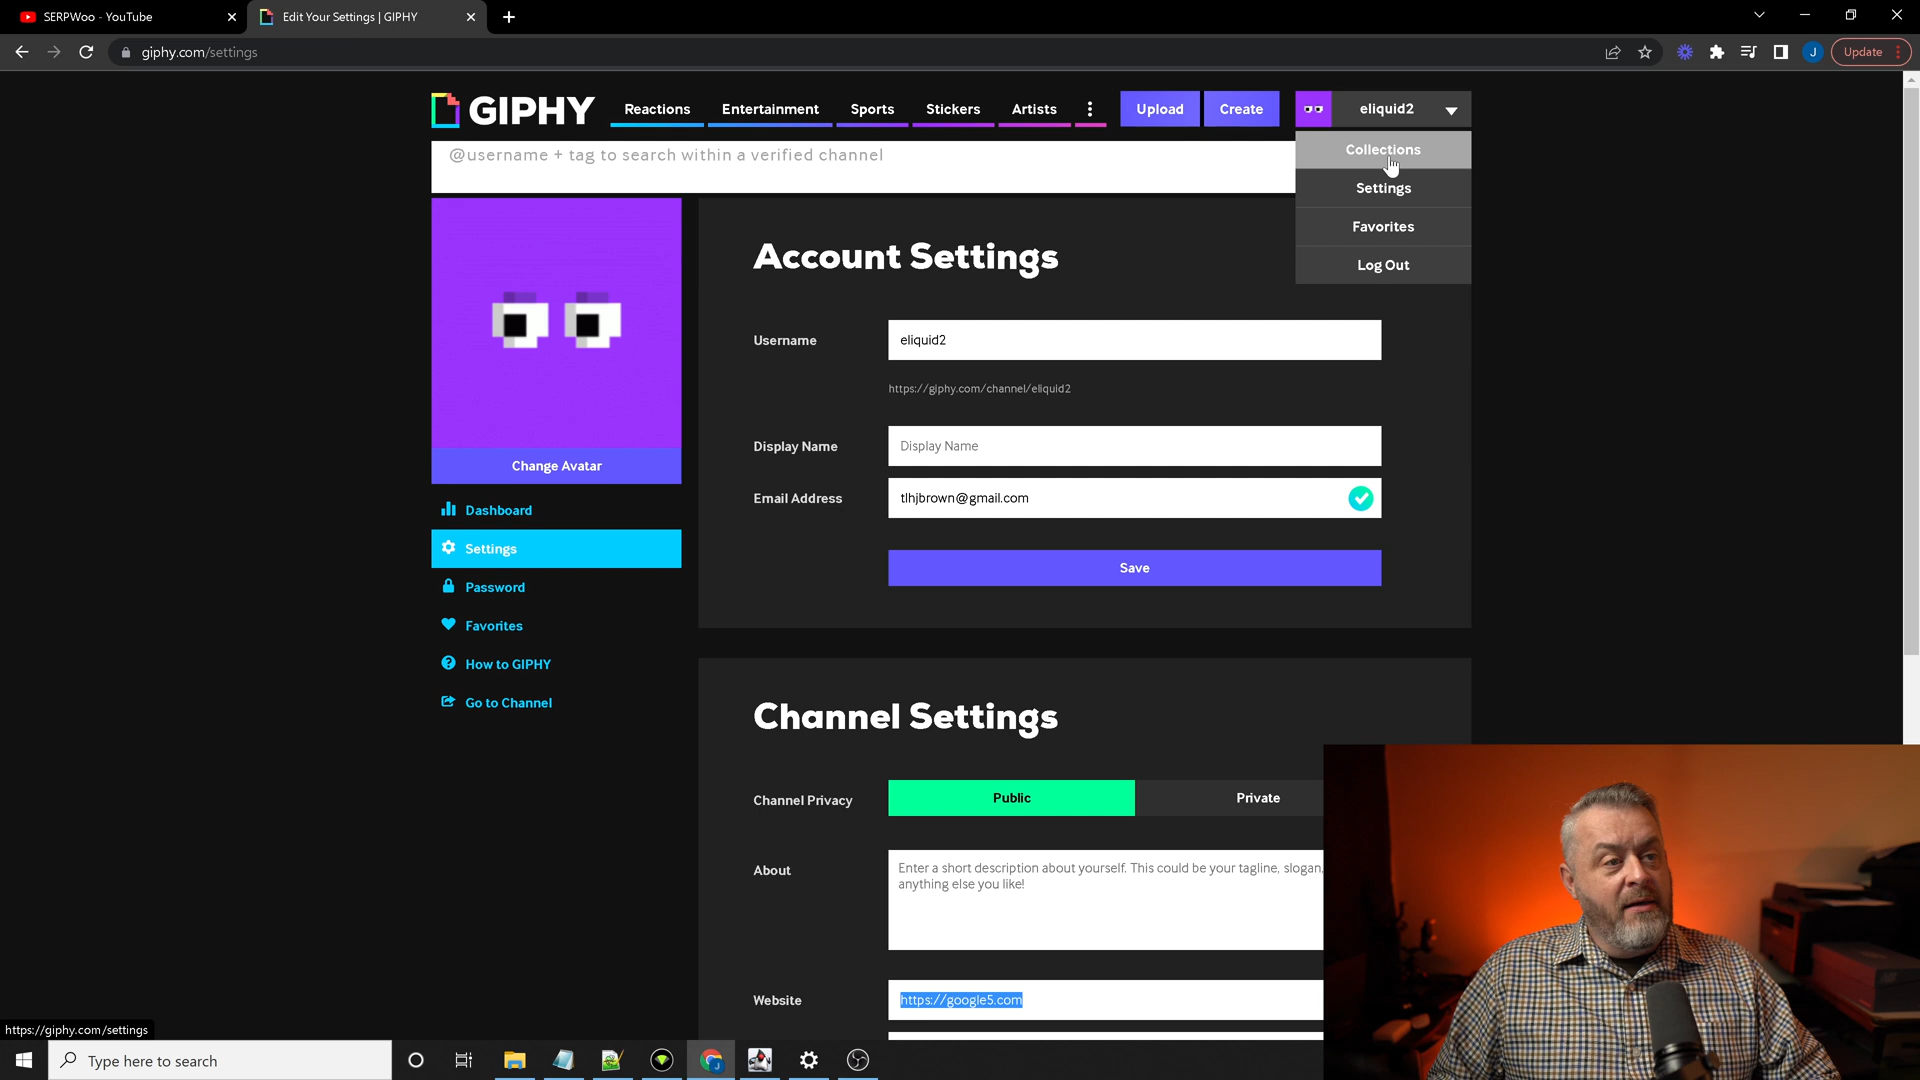 SERPWoo - YouTube
Edit Your Settings | GIPHY
giphy.com/settings
J
Update
GIPHY
Reactions
Entertainment
Sports
Stickers
Artists
Upload
Create
eliquid2
@username + tag to search within a verified channel
Collections
Settings
Favorites
Log Out
Account Settings
Username
eliquid2
https://giphy.com/channel/eliquid2
Display Name
Display Name
Email Address
tlhjbrown@gmail.com
Save
Change Avatar
Dashboard
Settings
Password
Favorites
How to GIPHY
Go to Channel
Channel Settings
Channel Privacy
Public
Private
About
Enter a short description about yourself. This could be your tagline, slogan,
anything else you like!
Website
https://google5.com
https://giphy.com/settings
Type here to search